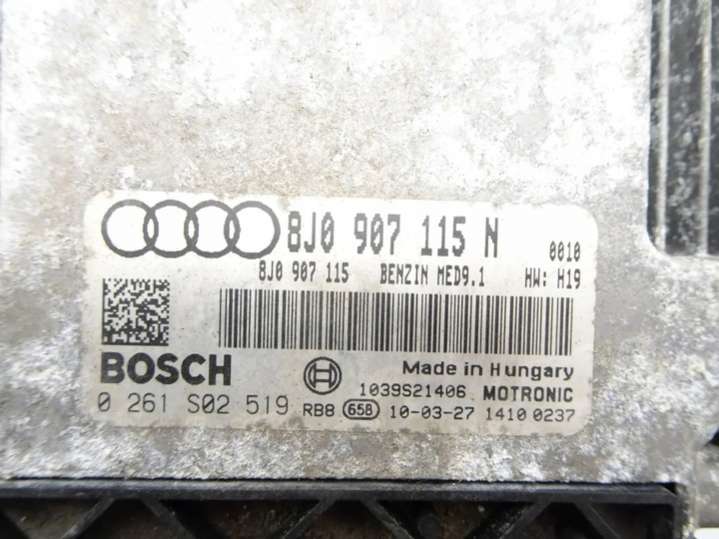 8J0 907 115 N 0010
8J0 907 115 BENZIN MED9.1 HW: H19
BOSCH Made in Hungary
1039S21406 MOTRONIC
0 261 S02 519 RB8 658 10-03-27 1410 0237